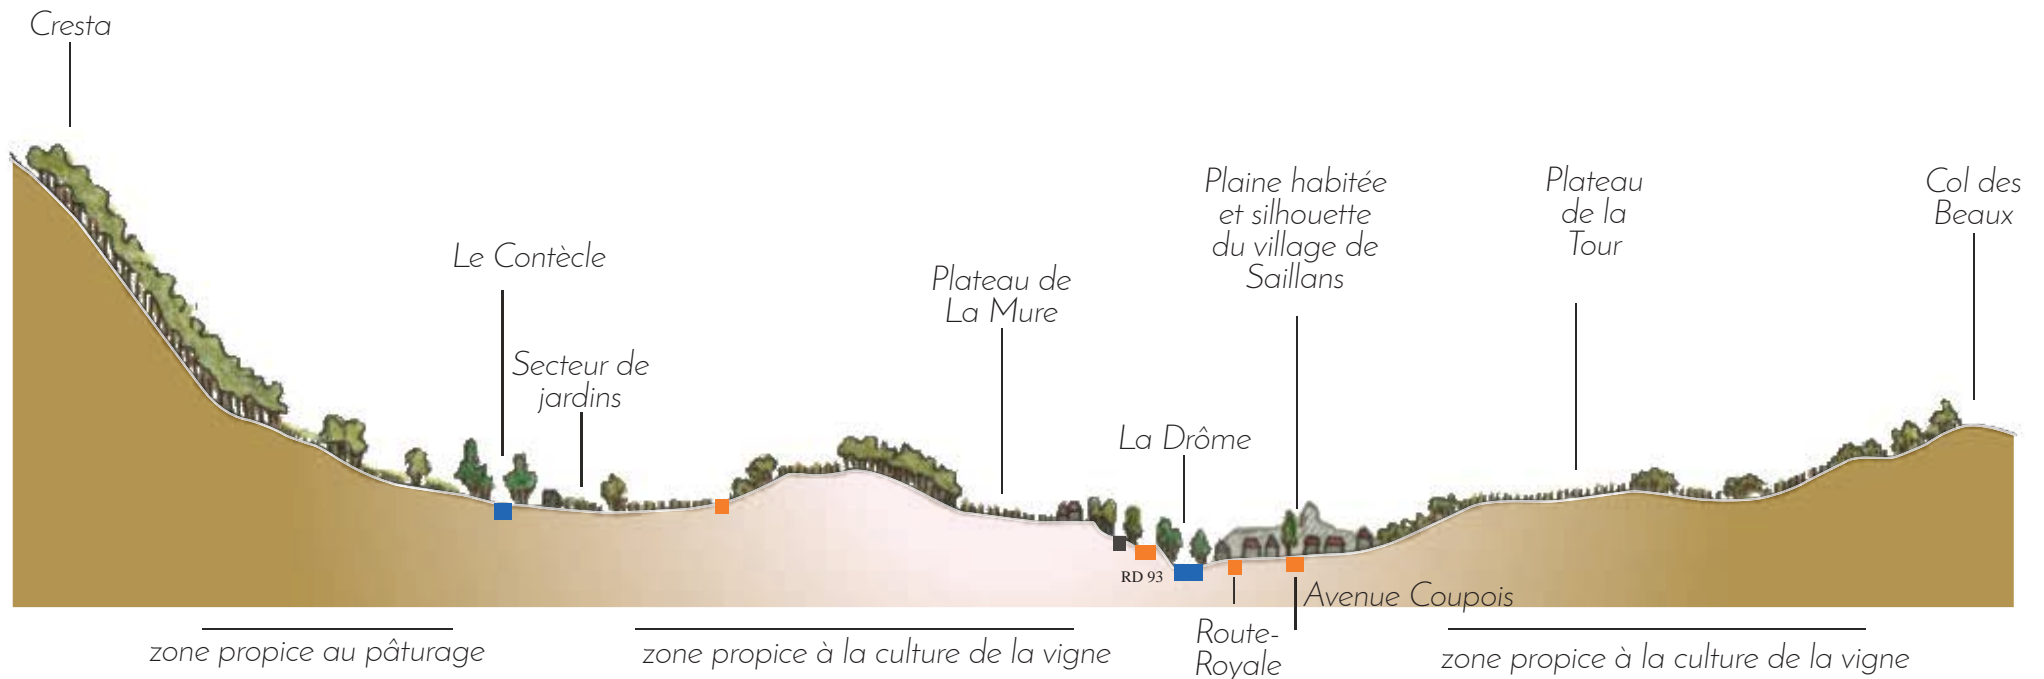 Cresta
Le Contècle
Secteur de
jardins
Plateau de
La Mure
La Drôme
Plaine habitée
et silhouette
du village de
Saillans
Plateau
de la
Tour
Col des
Beaux
RD 93
Avenue Coupois
Route-
Royale
zone propice au pâturage
zone propice à la culture de la vigne
zone propice à la culture de la vigne